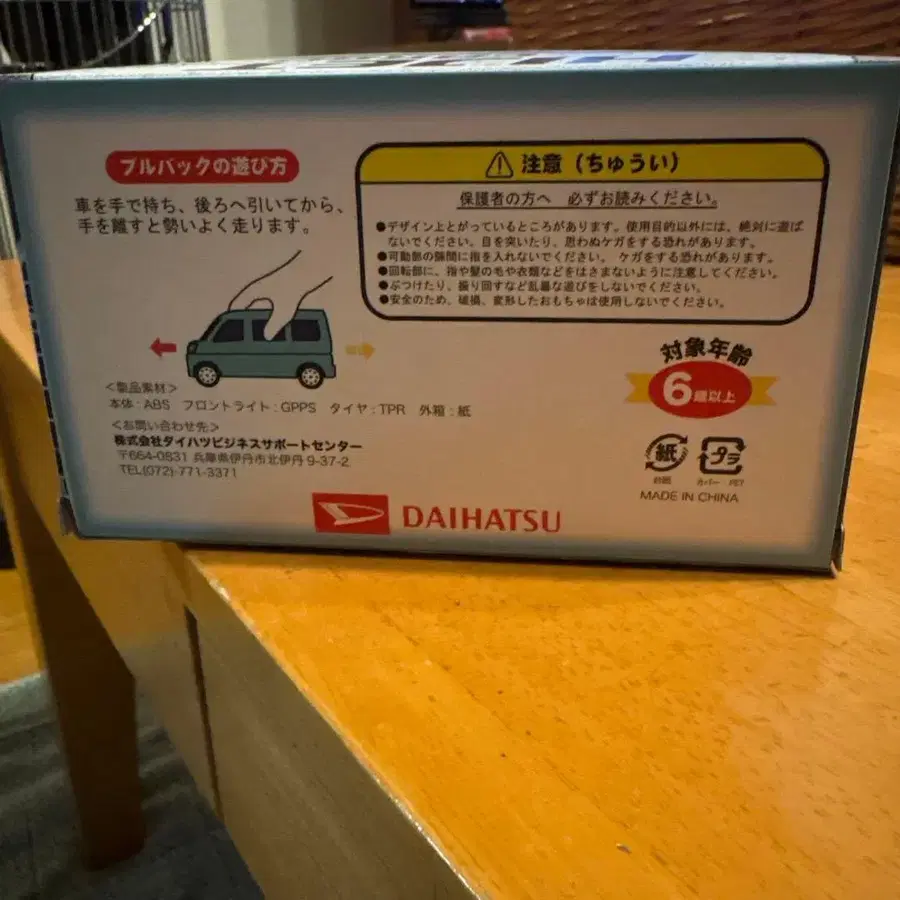 プルバックの遊び方
車を手で持ち、後ろへ引いてから、
手を離すと勢いよく走ります。
注意（ちゅうい）
保護者の方へ　必ずお読みください。
●デザイン上とがっているところがあります。使用目的以外には、絶対に遊ば
ないでください。目を突いたり、思わぬケガをする恐れがあります。
●可動部の隙間に指を入れないでください。 ケガをする恐れがあります。
●回転部に、指や髪の毛や衣類などをはさまないように注意してください。
●ぶつけたり、振り回すなど乱暴な遊びをしないでください。
●安全のため、破損、変形したおもちゃは使用しないでください。
対象年齢
6歳以上
＜製品素材＞
本体：ABS　フロントライト：GPPS　タイヤ：TPR　外箱：紙
＜お問い合わせ先＞
株式会社ダイハツビジネスサポートセンター
〒664-0831 兵庫県伊丹市北伊丹 9-37-2
TEL(072)-771-3371
紙
プラ
台紙
カバー　PET
MADE IN CHINA
DAIHATSU